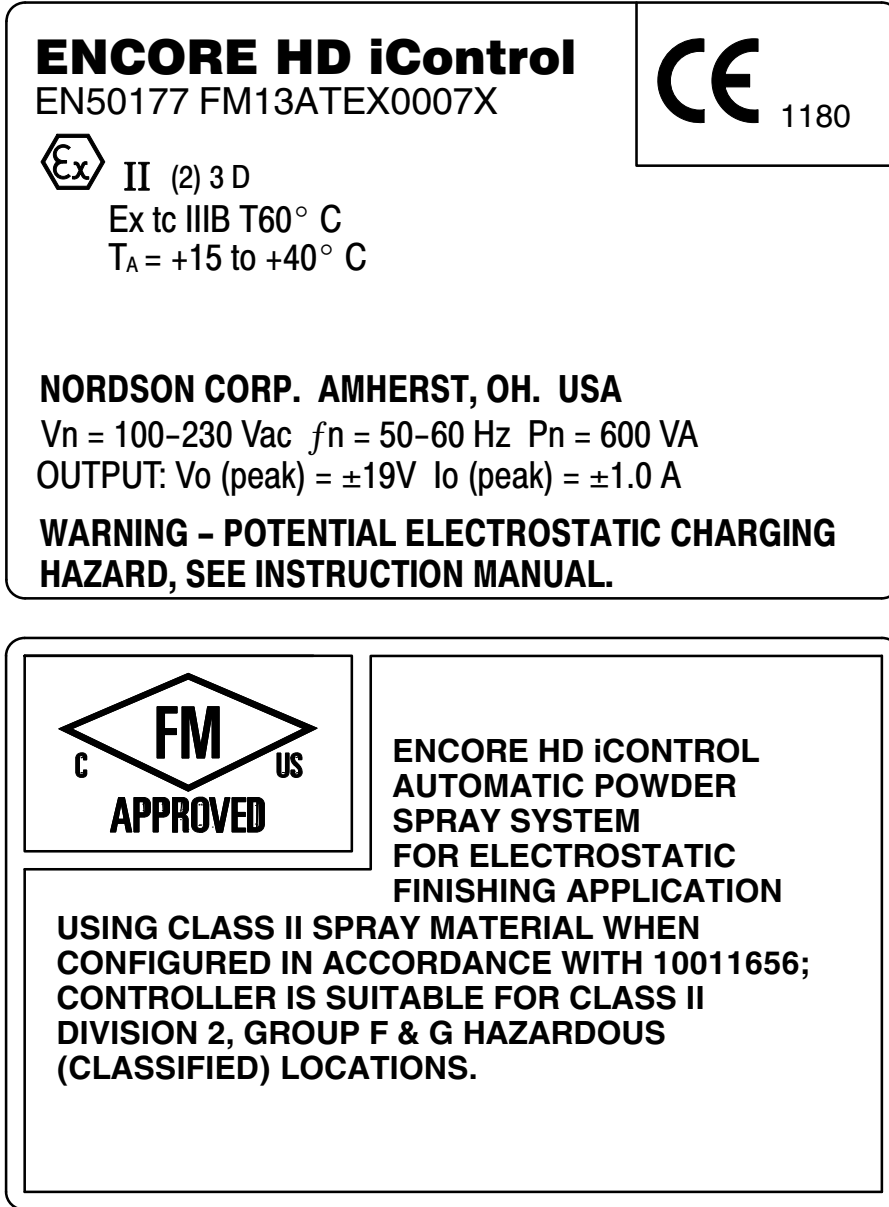 ENCORE HD iControl
EN50177 FM13ATEX0007X
CE 1180
Ex II (2) 3 D
Ex tc IIIB T60° C
TA = +15 to +40° C
NORDSON CORP. AMHERST, OH. USA
Vn = 100-230 Vac ƒn = 50-60 Hz Pn = 600 VA
OUTPUT: Vo (peak) = ±19V Io (peak) = ±1.0 A
WARNING - POTENTIAL ELECTROSTATIC CHARGING
HAZARD, SEE INSTRUCTION MANUAL.
FM
C US
APPROVED
ENCORE HD iCONTROL
AUTOMATIC POWDER
SPRAY SYSTEM
FOR ELECTROSTATIC
FINISHING APPLICATION
USING CLASS II SPRAY MATERIAL WHEN
CONFIGURED IN ACCORDANCE WITH 10011656;
CONTROLLER IS SUITABLE FOR CLASS II
DIVISION 2, GROUP F & G HAZARDOUS
(CLASSIFIED) LOCATIONS.